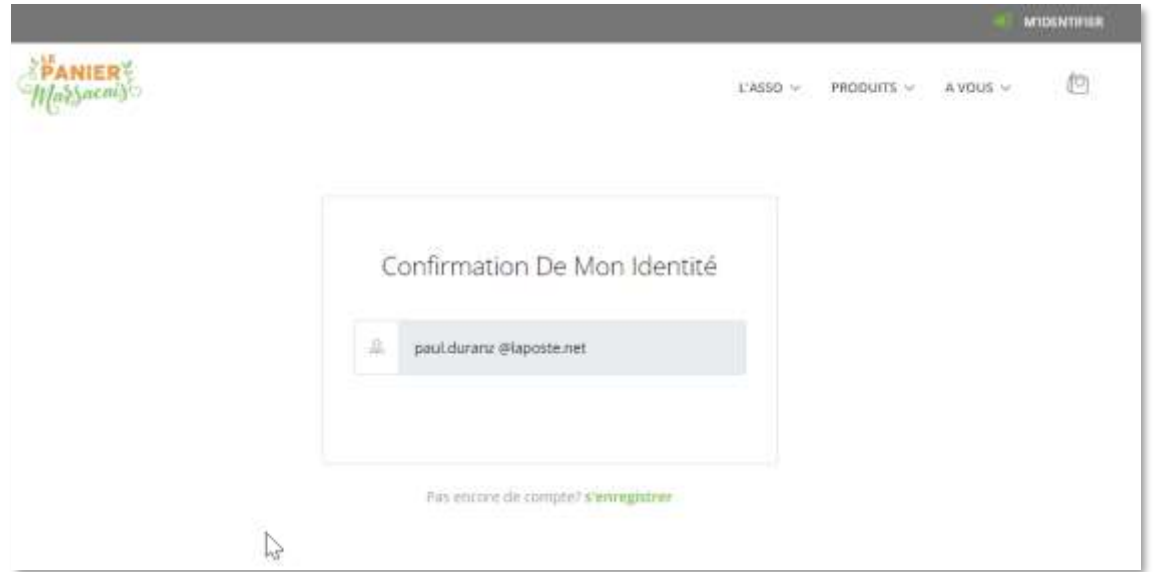 M'IDENTIFIER
LE
PANIER
Massacais
L'ASSO
PRODUITS
A VOUS
Confirmation De Mon Identité
paul.duranz @laposte.net
Pas encore de compte? s'enregistrer